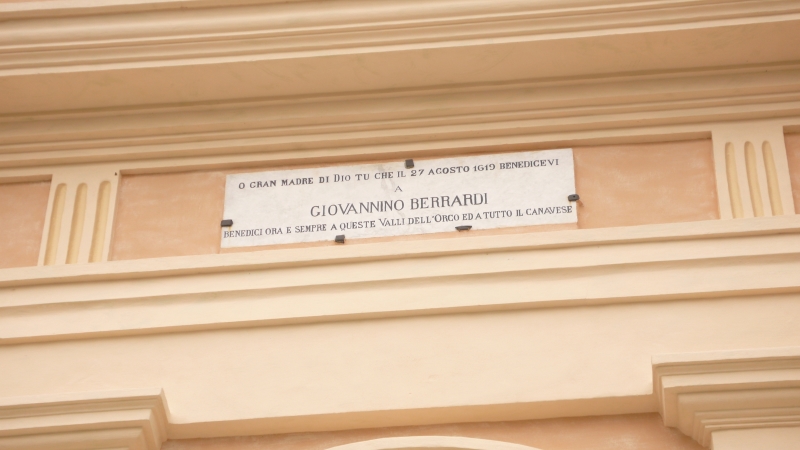 O GRAN MADRE DI DIO TU CHE IL 27 AGOSTO 1619 BENEDICEVI
A
GIOVANNINO BERRARDI
BENEDICI ORA E SEMPRE A QUESTE VALLI DELL'ORCO ED A TUTTO IL CANAVESE